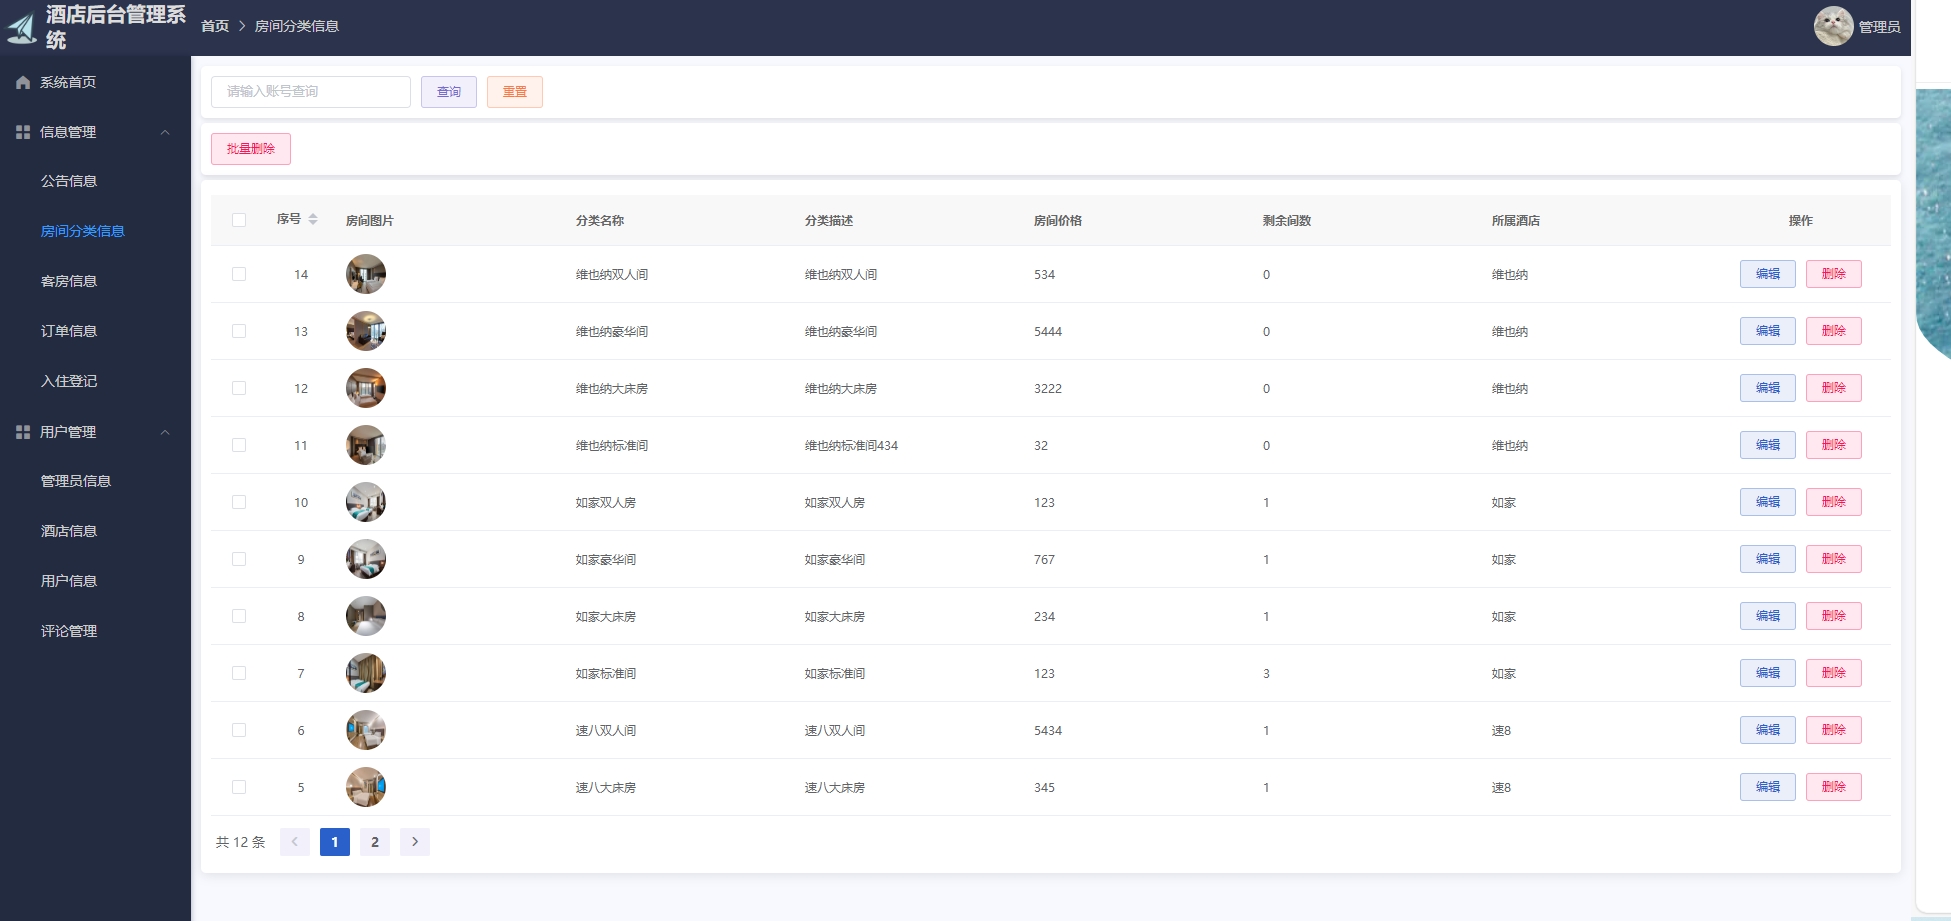 酒店后台管理系
统
首页 > 房间分类信息
管理员
系统首页
信息管理
公告信息
房间分类信息
客房信息
订单信息
入住登记
用户管理
管理员信息
酒店信息
用户信息
评论管理
请输入账号查询 查询 重置
批量删除
序号 房间图片 分类名称 分类描述 房间价格 剩余间数 所属酒店 操作
14 维也纳双人间 维也纳双人间 534 0 维也纳 编辑 删除
13 维也纳豪华间 维也纳豪华间 5444 0 维也纳 编辑 删除
12 维也纳大床房 维也纳大床房 3222 0 维也纳 编辑 删除
11 维也纳标准间 维也纳标准间434 32 0 维也纳 编辑 删除
10 如家双人房 如家双人房 123 1 如家 编辑 删除
9 如家豪华间 如家豪华间 767 1 如家 编辑 删除
8 如家大床房 如家大床房 234 1 如家 编辑 删除
7 如家标准间 如家标准间 123 3 如家 编辑 删除
6 速八双人间 速八双人间 5434 1 速8 编辑 删除
5 速八大床房 速八大床房 345 1 速8 编辑 删除
共 12 条 < 1 2 >